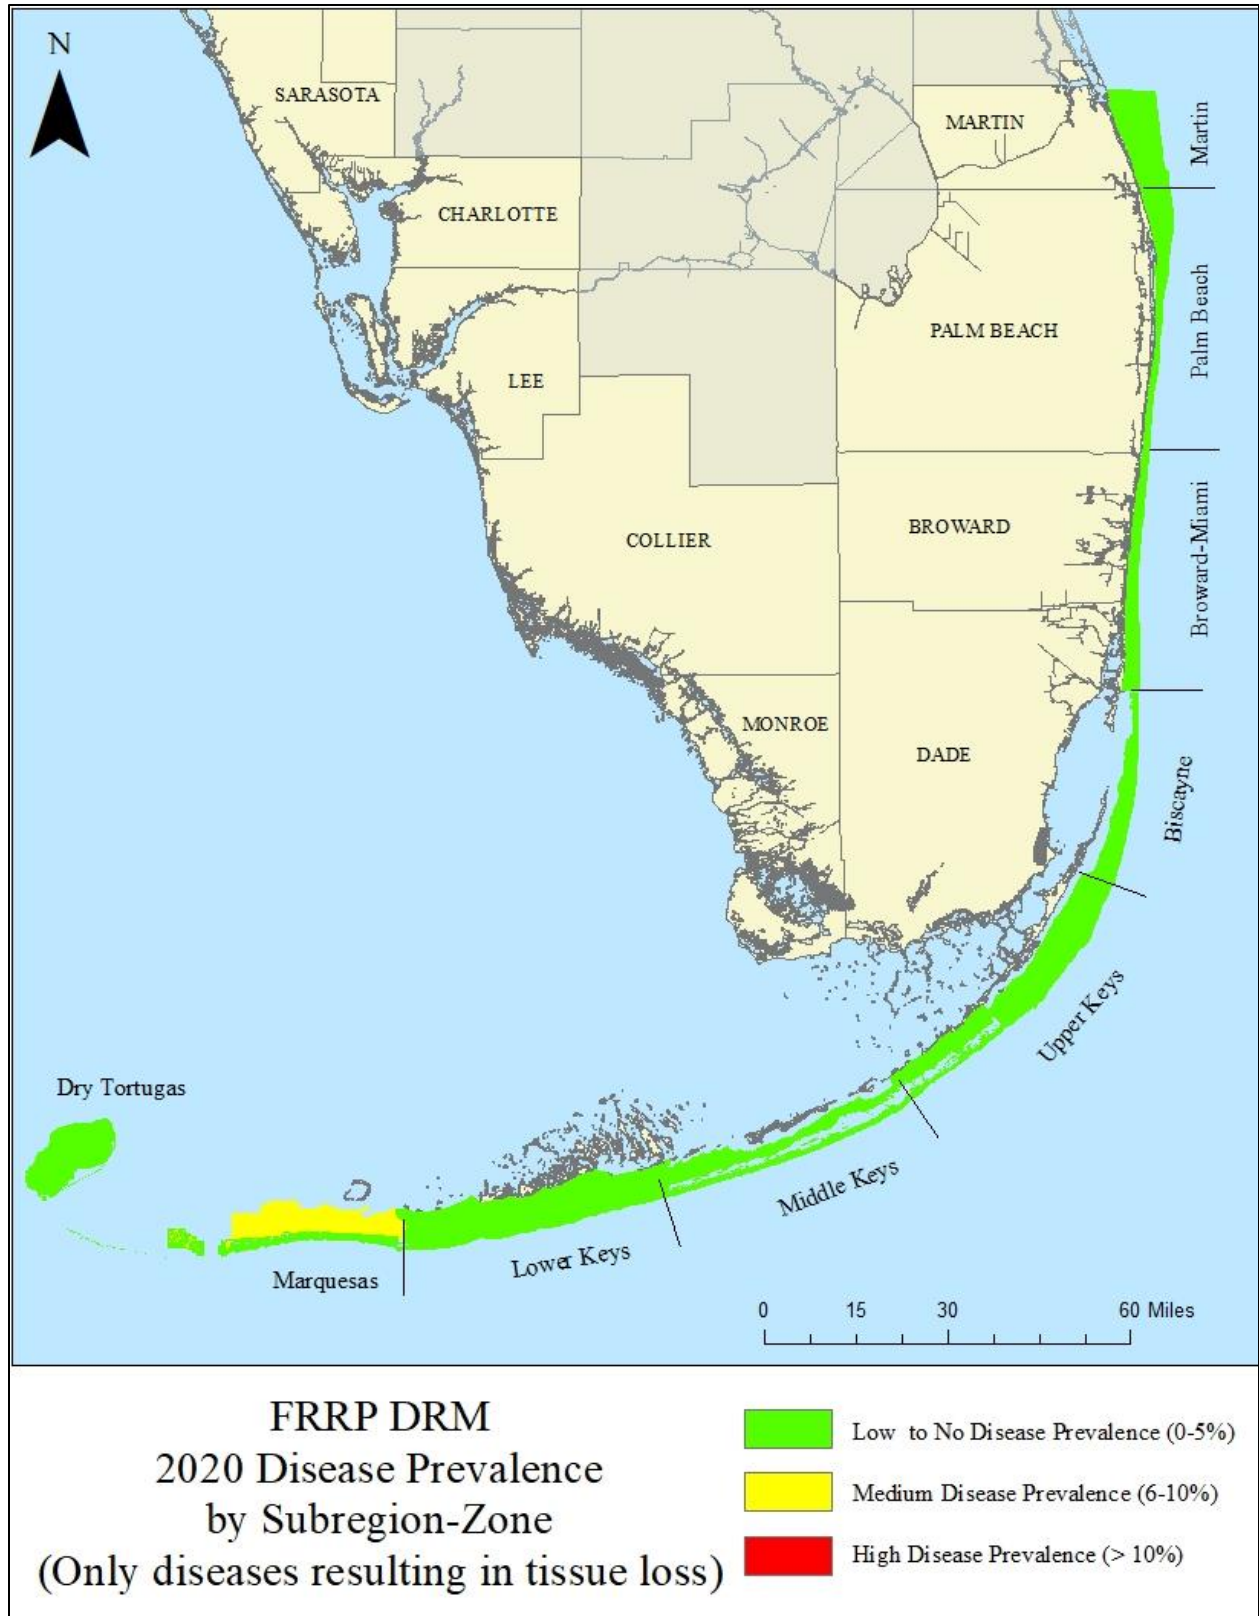 N
SARASOTA
MARTIN
Martin
CHARLOTTE
PALM BEACH
Palm Beach
LEE
COLLIER
BROWARD
Broward-Miami
MONROE
DADE
Biscayne
Upper Keys
Dry Tortugas
Middle Keys
Lower Keys
Marquesas
0 15 30 60 Miles
FRRP DRM
2020 Disease Prevalence
by Subregion-Zone
(Only diseases resulting in tissue loss)
Low to No Disease Prevalence (0-5%)
Medium Disease Prevalence (6-10%)
High Disease Prevalence (> 10%)